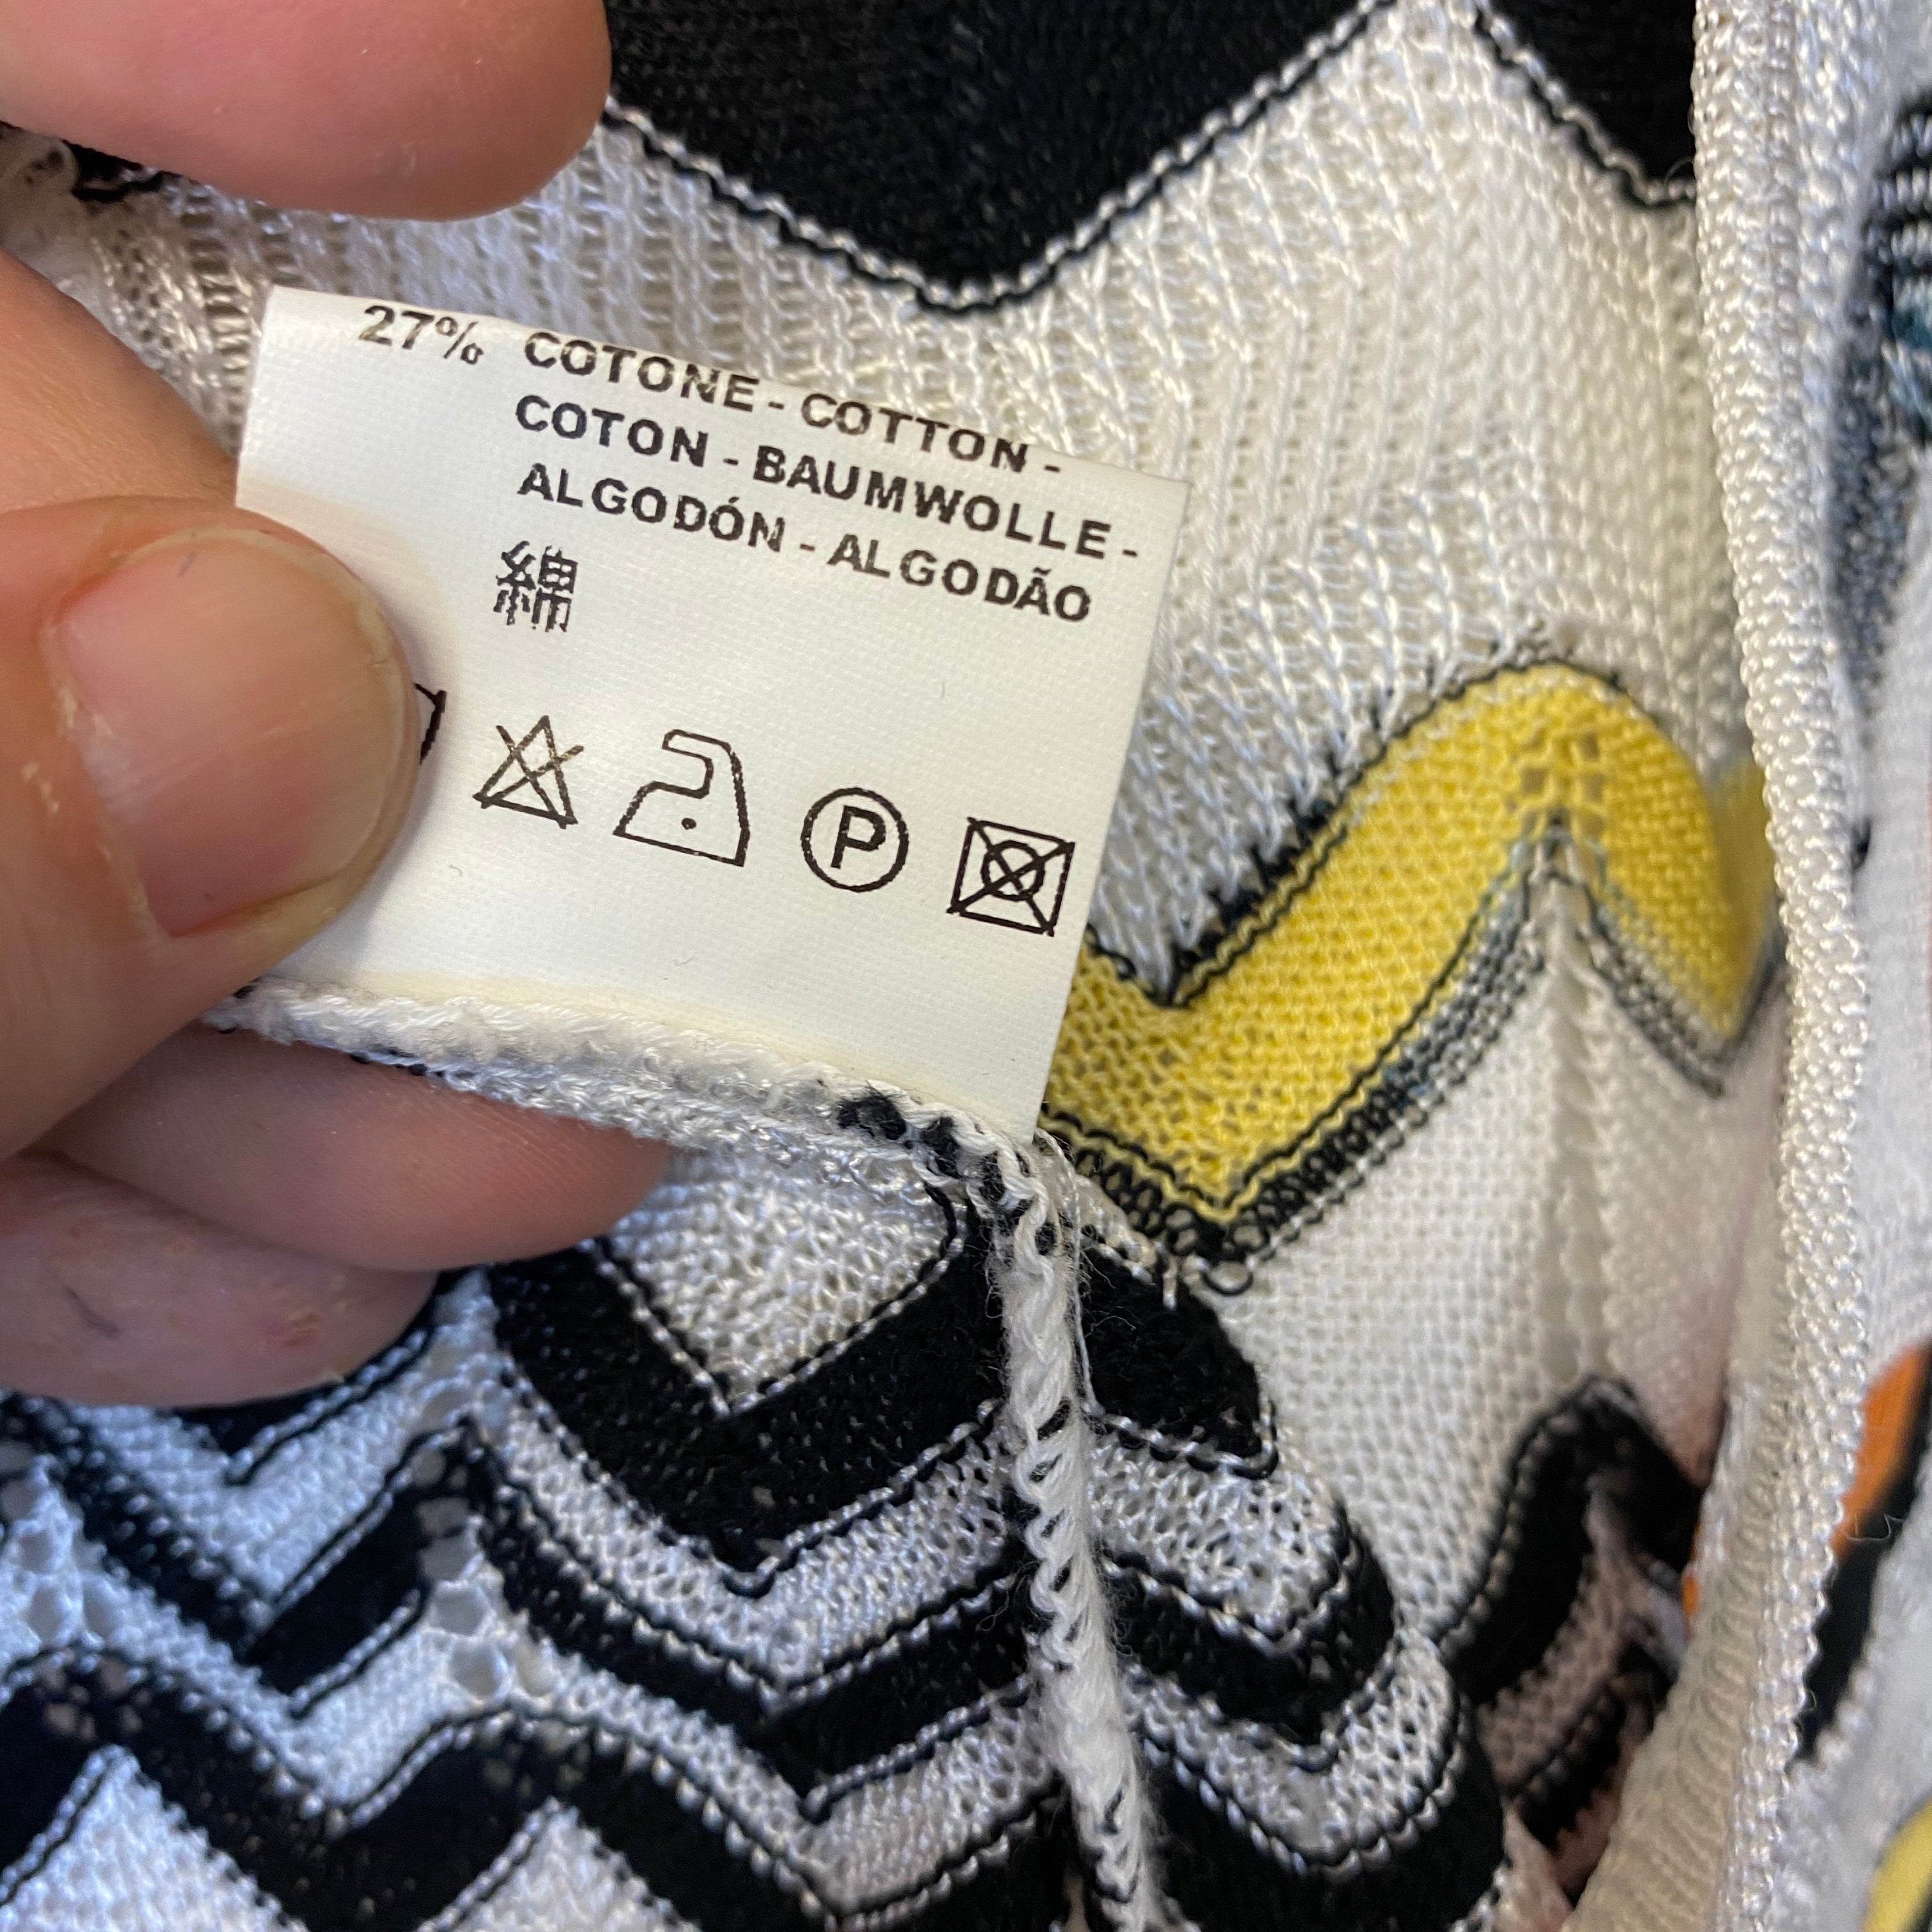 27% COTONE - COTTON -
COTON - BAUMWOLLE -
ALGODÓN - ALGODÃO
綿
P